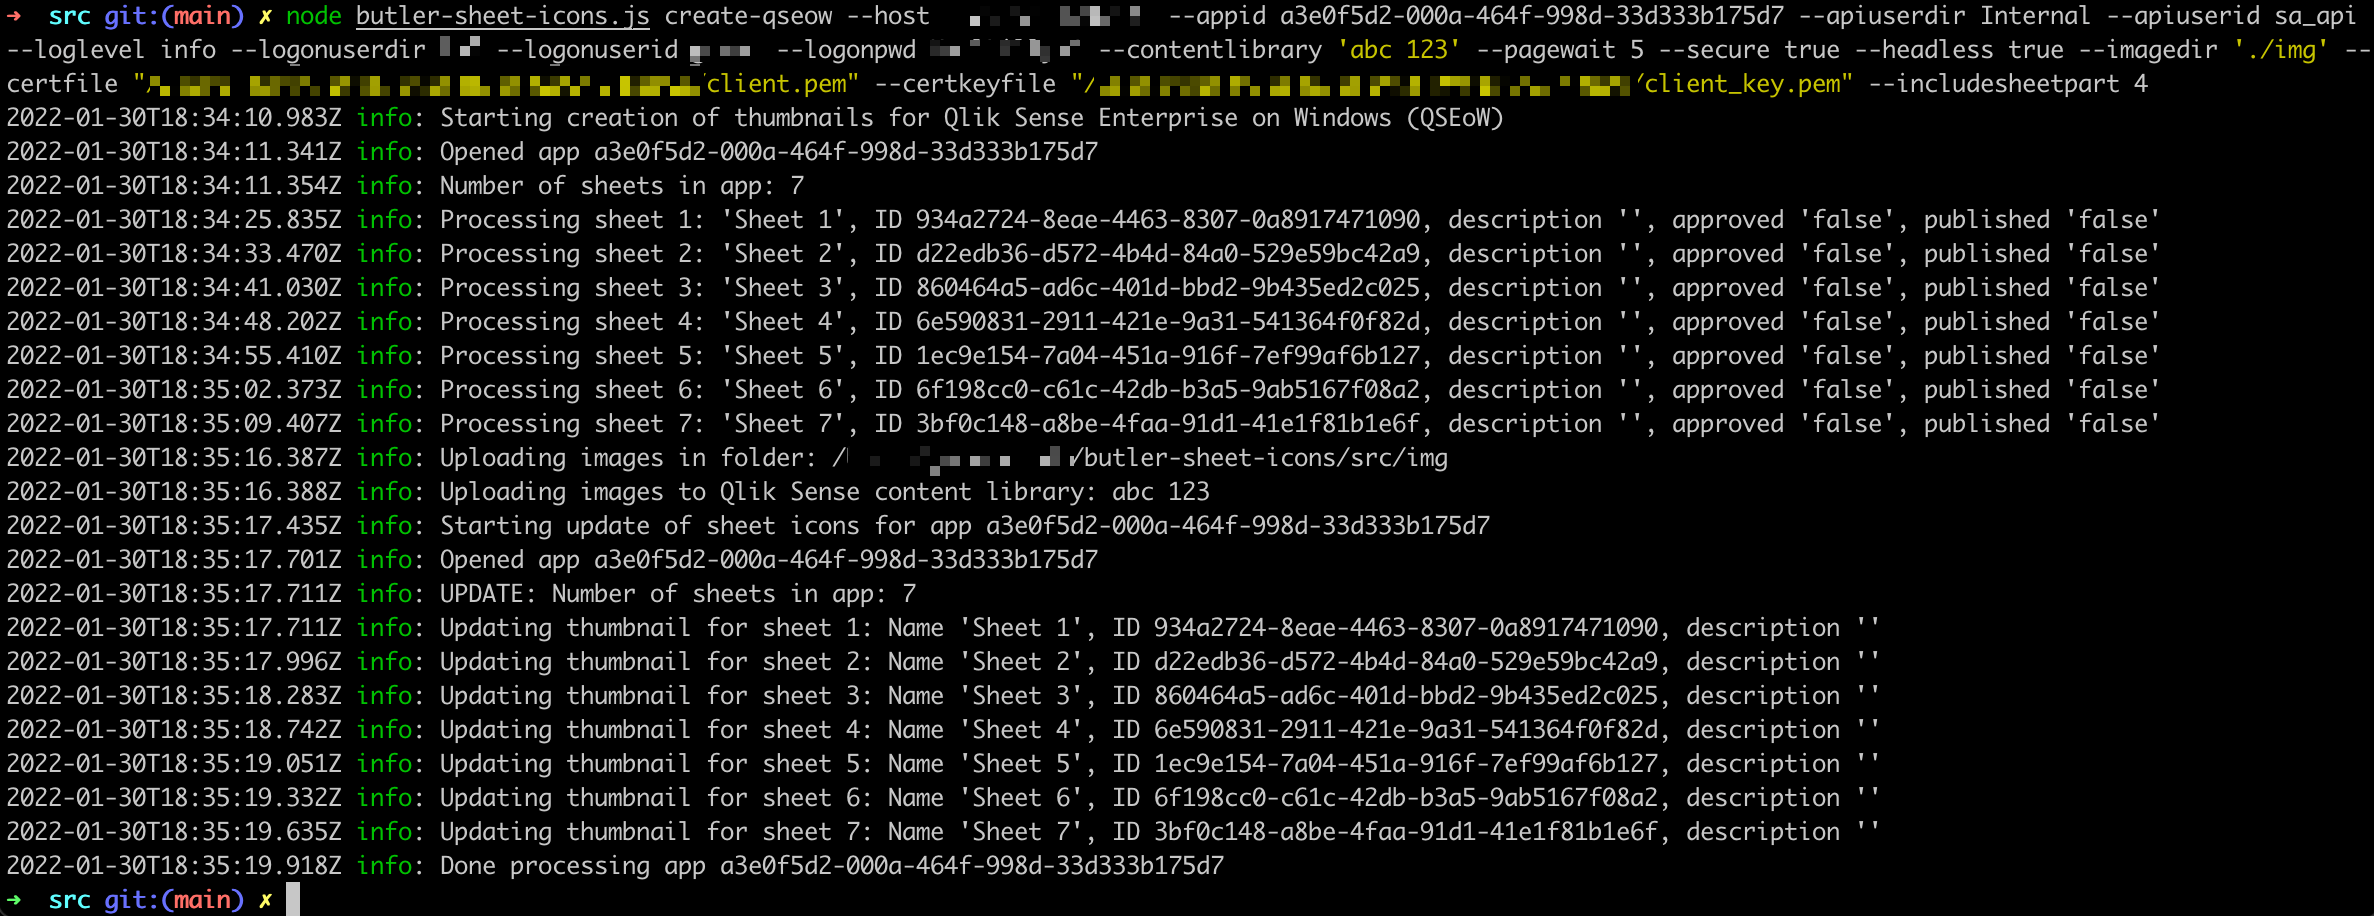 ➜  src git:(main) ✗ node butler-sheet-icons.js create-qseow --host --appid a3e0f5d2-000a-464f-998d-33d333b175d7 --apiuserdir Internal --apiuserid sa_api
--loglevel info --logonuserdir --logonuserid --logonpwd --contentlibrary 'abc 123' --pagewait 5 --secure true --headless true --imagedir './img' --
certfile "/ /client.pem" --certkeyfile "/ /client_key.pem" --includesheetpart 4
2022-01-30T18:34:10.983Z info: Starting creation of thumbnails for Qlik Sense Enterprise on Windows (QSEoW)
2022-01-30T18:34:11.341Z info: Opened app a3e0f5d2-000a-464f-998d-33d333b175d7
2022-01-30T18:34:11.354Z info: Number of sheets in app: 7
2022-01-30T18:34:25.835Z info: Processing sheet 1: 'Sheet 1', ID 934a2724-8eae-4463-8307-0a8917471090, description '', approved 'false', published 'false'
2022-01-30T18:34:33.470Z info: Processing sheet 2: 'Sheet 2', ID d22edb36-d572-4b4d-84a0-529e59bc42a9, description '', approved 'false', published 'false'
2022-01-30T18:34:41.030Z info: Processing sheet 3: 'Sheet 3', ID 860464a5-ad6c-401d-bbd2-9b435ed2c025, description '', approved 'false', published 'false'
2022-01-30T18:34:48.202Z info: Processing sheet 4: 'Sheet 4', ID 6e590831-2911-421e-9a31-541364f0f82d, description '', approved 'false', published 'false'
2022-01-30T18:34:55.410Z info: Processing sheet 5: 'Sheet 5', ID 1ec9e154-7a04-451a-916f-7ef99af6b127, description '', approved 'false', published 'false'
2022-01-30T18:35:02.373Z info: Processing sheet 6: 'Sheet 6', ID 6f198cc0-c61c-42db-b3a5-9ab5167f08a2, description '', approved 'false', published 'false'
2022-01-30T18:35:09.407Z info: Processing sheet 7: 'Sheet 7', ID 3bf0c148-a8be-4faa-91d1-41e1f81b1e6f, description '', approved 'false', published 'false'
2022-01-30T18:35:16.387Z info: Uploading images in folder: / /butler-sheet-icons/src/img
2022-01-30T18:35:16.388Z info: Uploading images to Qlik Sense content library: abc 123
2022-01-30T18:35:17.435Z info: Starting update of sheet icons for app a3e0f5d2-000a-464f-998d-33d333b175d7
2022-01-30T18:35:17.701Z info: Opened app a3e0f5d2-000a-464f-998d-33d333b175d7
2022-01-30T18:35:17.711Z info: UPDATE: Number of sheets in app: 7
2022-01-30T18:35:17.711Z info: Updating thumbnail for sheet 1: Name 'Sheet 1', ID 934a2724-8eae-4463-8307-0a8917471090, description ''
2022-01-30T18:35:17.996Z info: Updating thumbnail for sheet 2: Name 'Sheet 2', ID d22edb36-d572-4b4d-84a0-529e59bc42a9, description ''
2022-01-30T18:35:18.283Z info: Updating thumbnail for sheet 3: Name 'Sheet 3', ID 860464a5-ad6c-401d-bbd2-9b435ed2c025, description ''
2022-01-30T18:35:18.742Z info: Updating thumbnail for sheet 4: Name 'Sheet 4', ID 6e590831-2911-421e-9a31-541364f0f82d, description ''
2022-01-30T18:35:19.051Z info: Updating thumbnail for sheet 5: Name 'Sheet 5', ID 1ec9e154-7a04-451a-916f-7ef99af6b127, description ''
2022-01-30T18:35:19.332Z info: Updating thumbnail for sheet 6: Name 'Sheet 6', ID 6f198cc0-c61c-42db-b3a5-9ab5167f08a2, description ''
2022-01-30T18:35:19.635Z info: Updating thumbnail for sheet 7: Name 'Sheet 7', ID 3bf0c148-a8be-4faa-91d1-41e1f81b1e6f, description ''
2022-01-30T18:35:19.918Z info: Done processing app a3e0f5d2-000a-464f-998d-33d333b175d7
➜  src git:(main) ✗